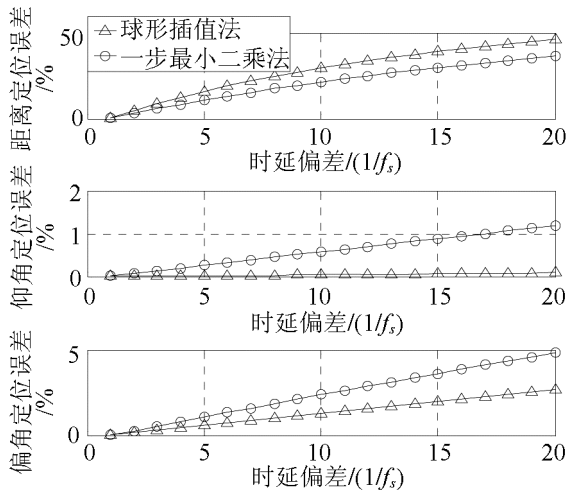 距离定位误差
/%
50
0
球形插值法
一步最小二乘法
0 5 10 15 20
时延偏差/(1/fs)
仰角定位误差
/%
2
1
0
0 5 10 15 20
时延偏差/(1/fs)
偏角定位误差
/%
5
0
0 5 10 15 20
时延偏差/(1/fs)